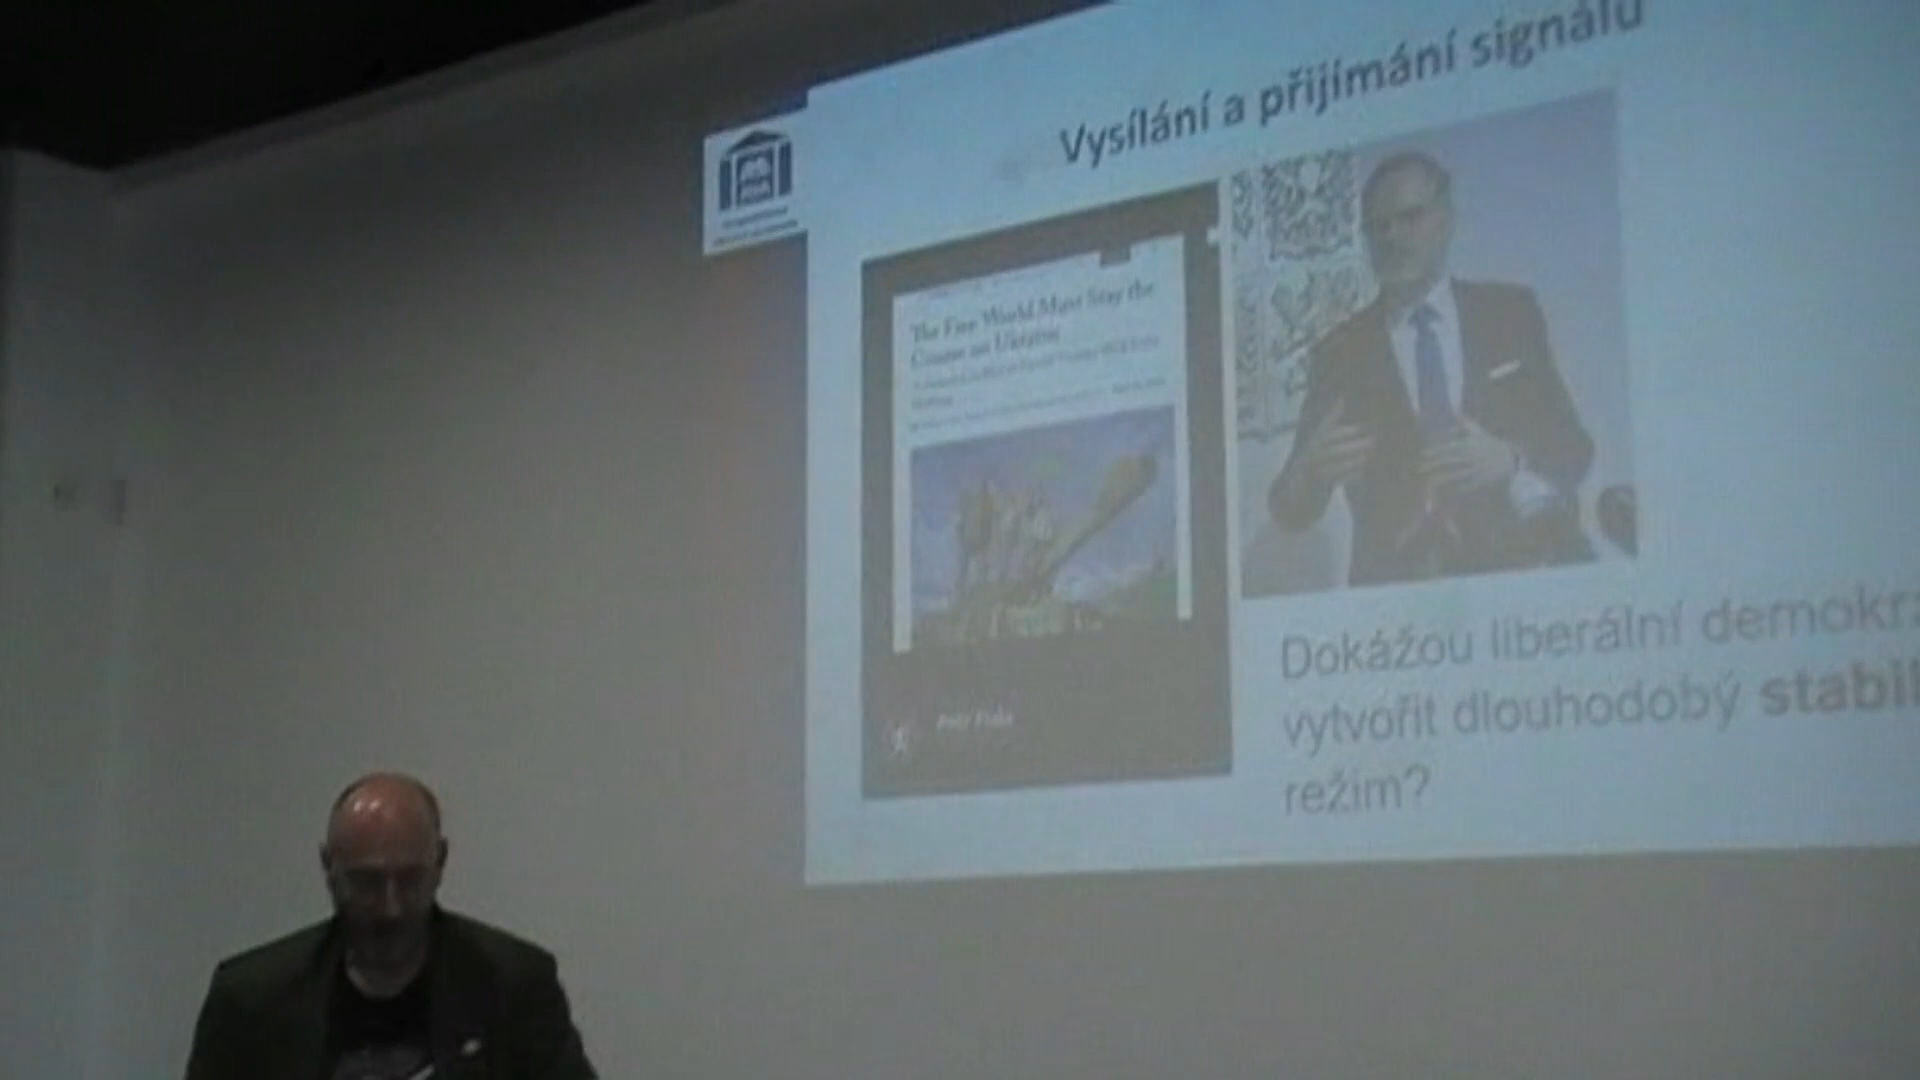 Vysílání a přijímání signálů
The Free World Must Stay the
Course on Ukraine
Petr Fiala
Dokážou liberální demokra
vytvořit dlouhodobý stabil
režim?